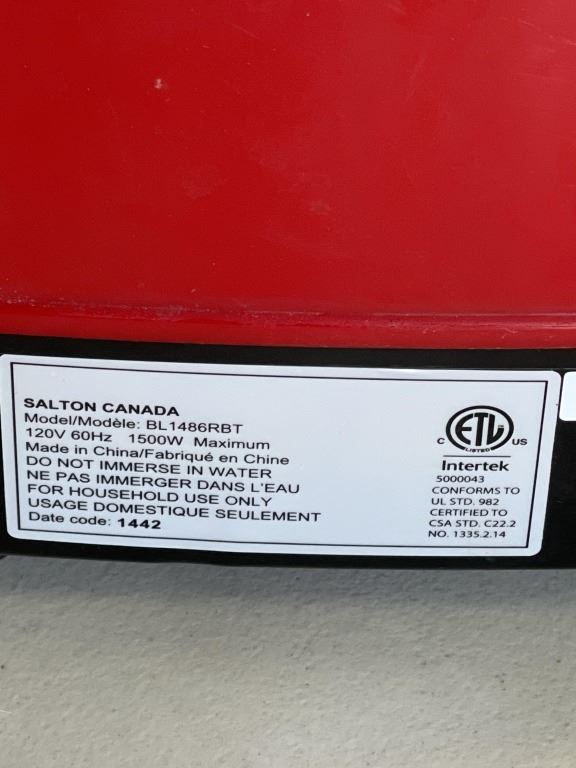 SALTON CANADA
Model/Modèle: BL1486RBT
120V 60Hz 1500W Maximum
Made in China/Fabriqué en Chine
DO NOT IMMERSE IN WATER
NE PAS IMMERGER DANS L'EAU
FOR HOUSEHOLD USE ONLY
USAGE DOMESTIQUE SEULEMENT
Date code: 1442
C ETL US
LISTED
Intertek
5000043
CONFORMS TO
UL STD. 982
CERTIFIED TO
CSA STD. C22.2
NO. 1335.2.14